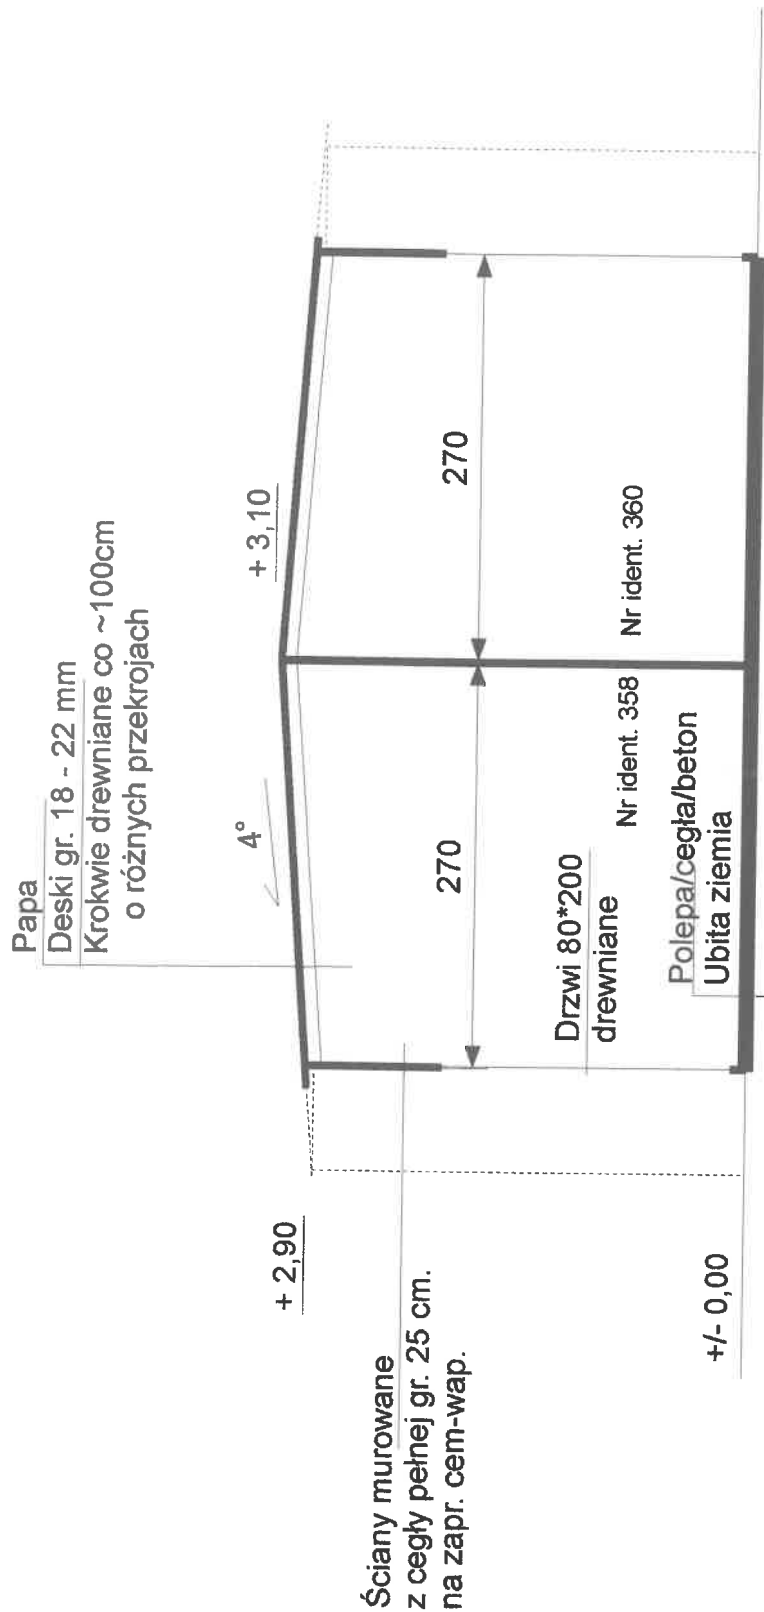 Papa
Deski gr. 18 - 22 mm
Krokwie drewniane co ~100cm
o różnych przekrojach
+ 3,10
4°
+ 2,90
Ściany murowane
z cegły pełnej gr. 25 cm.
na zapr. cem-wap.
270
270
Drzwi 80*200
drewniane
Nr ident. 358
Nr ident. 360
Polepa/cegła/beton
Ubita ziemia
+/- 0,00